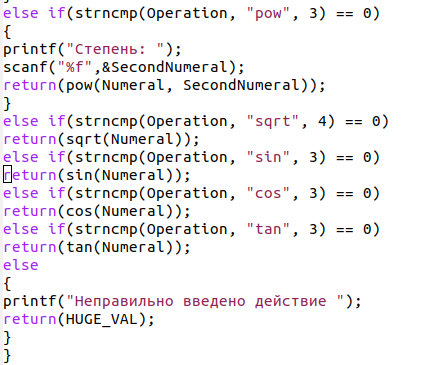 }
else if(strncmp(Operation, "pow", 3) == 0)
{
printf("Степень: ");
scanf("%f",&SecondNumeral);
return(pow(Numeral, SecondNumeral));
}
else if(strncmp(Operation, "sqrt", 4) == 0)
return(sqrt(Numeral));
else if(strncmp(Operation, "sin", 3) == 0)
return(sin(Numeral));
else if(strncmp(Operation, "cos", 3) == 0)
return(cos(Numeral));
else if(strncmp(Operation, "tan", 3) == 0)
return(tan(Numeral));
else
{
printf("Неправильно введено действие ");
return(HUGE_VAL);
}
}